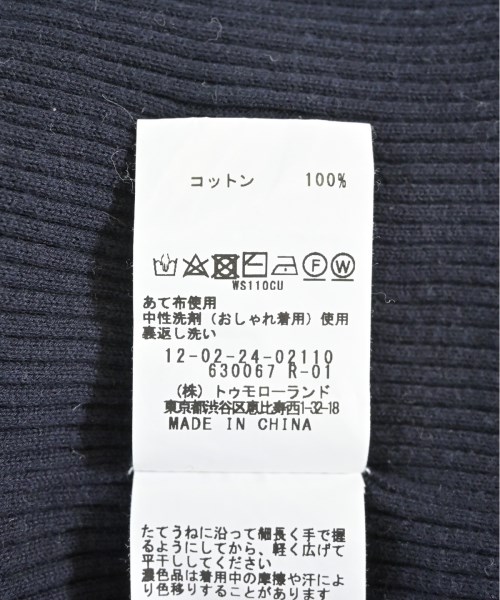 コットン 100%
F W
WS110CU
あて布使用
中性洗剤（おしゃれ着用）使用
裏返し洗い
12-02-24-02110
630067 R-01
（株）トゥモローランド
東京都渋谷区恵比寿西1-32-18
MADE IN CHINA
たてうねに沿って細長く手で握
るようにしてから、軽く広げて
平干ししてください
濃色品は着用中の摩擦や汗によ
り色移りすることがあります